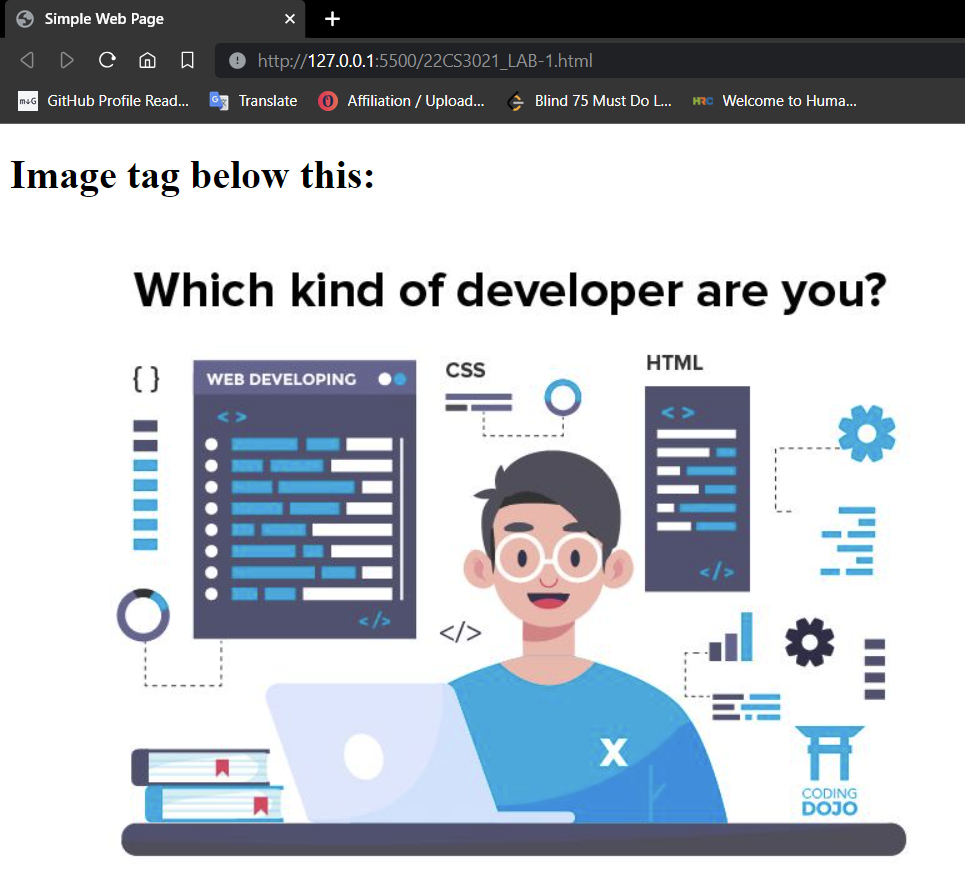 Simple Web Page
http://127.0.0.1:5500/22CS3021_LAB-1.html
m↓G GitHub Profile Read... Translate Affiliation / Upload... Blind 75 Must Do L... HRC Welcome to Huma...
Image tag below this:
Which kind of developer are you?
{ }
WEB DEVELOPING
< >
</>
CSS
HTML
< >
</>
</>
X
CODING
DOJO